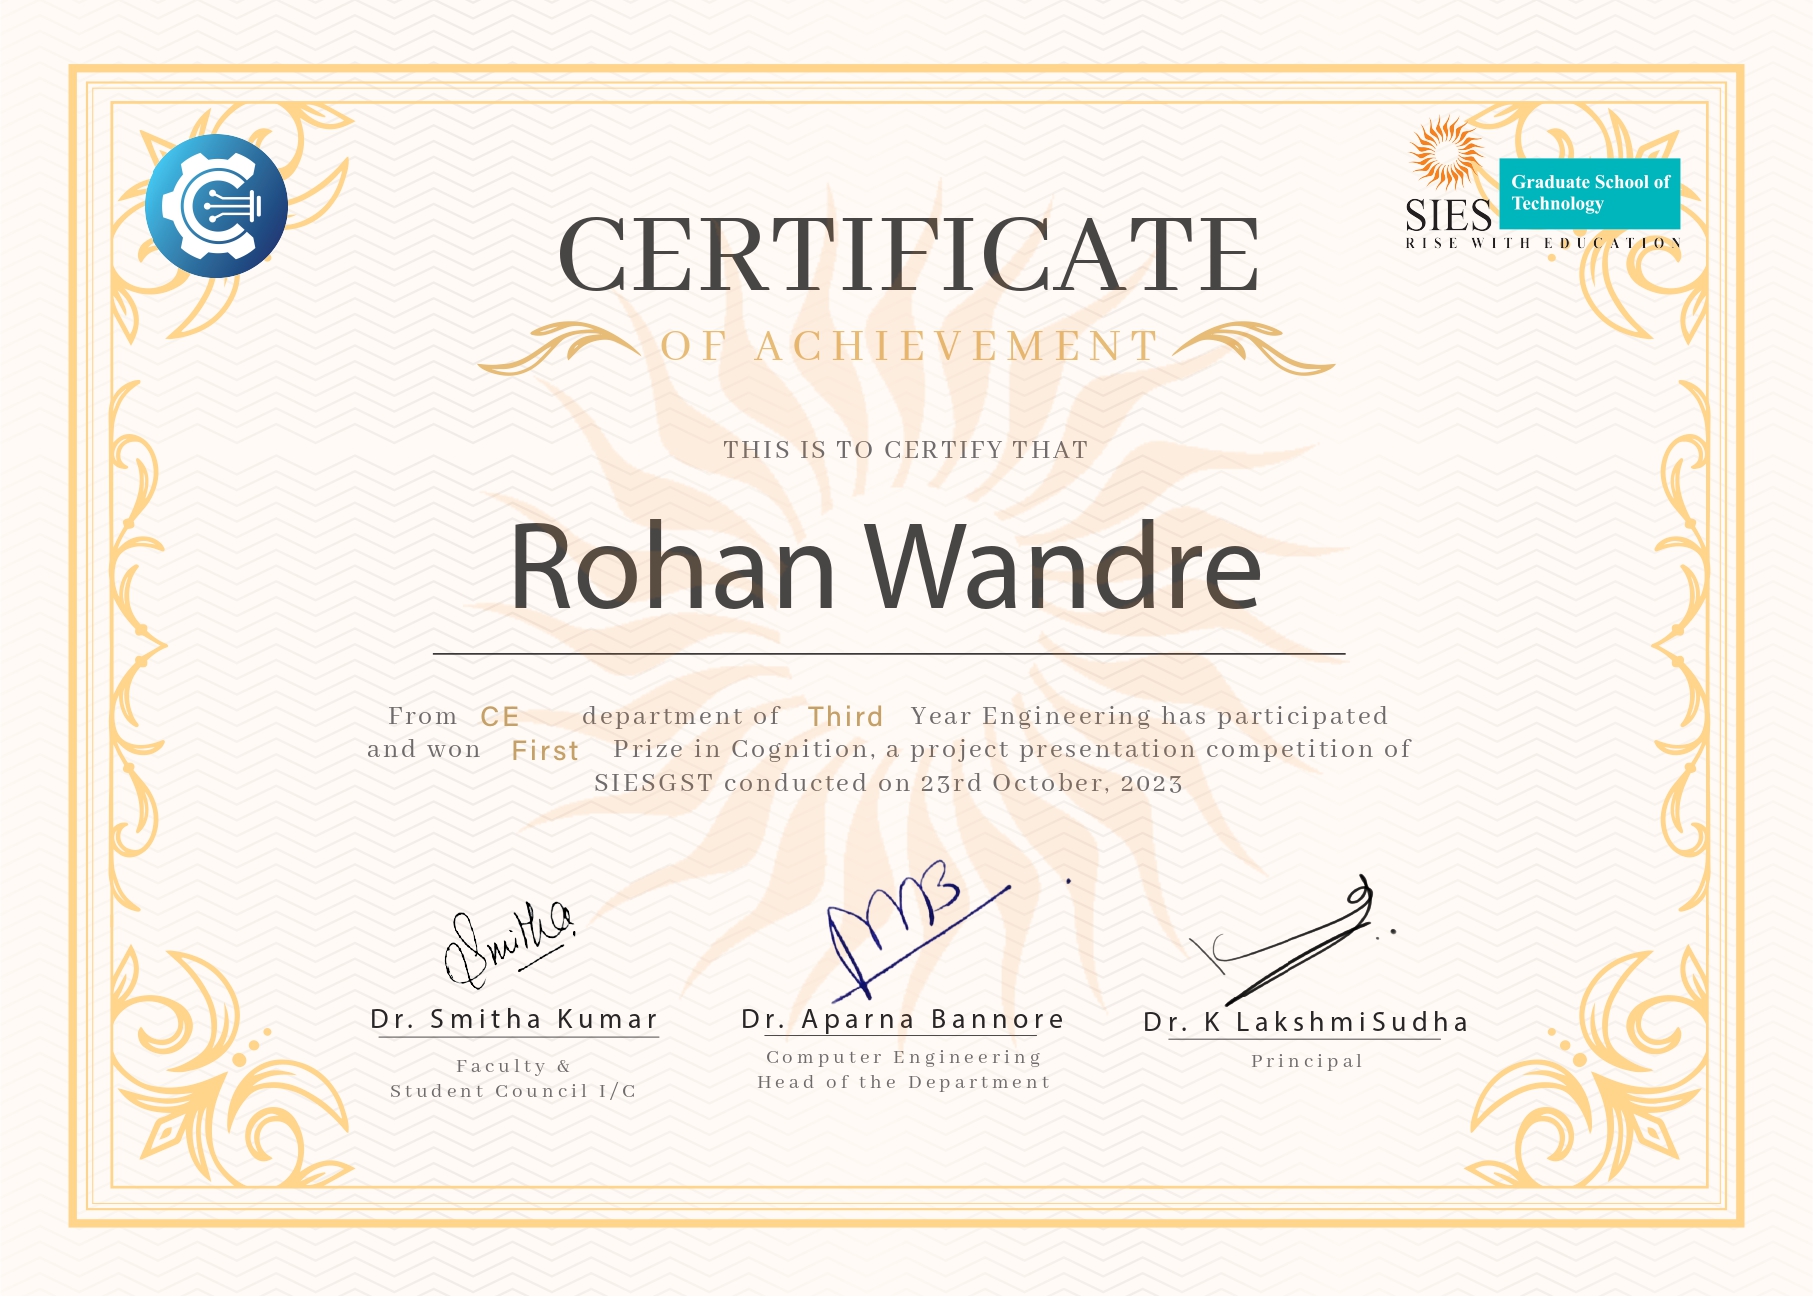 SIES
Graduate School of
Technology
RISE WITH EDUCATION
CERTIFICATE
OF ACHIEVEMENT
THIS IS TO CERTIFY THAT
Rohan Wandre
From CE department of Third Year Engineering has participated
and won First Prize in Cognition, a project presentation competition of
SIESGST conducted on 23rd October, 2023
Smitha
Dr. Smitha Kumar
Faculty &
Student Council I/C
Dr. Aparna Bannore
Computer Engineering
Head of the Department
Dr. K LakshmiSudha
Principal